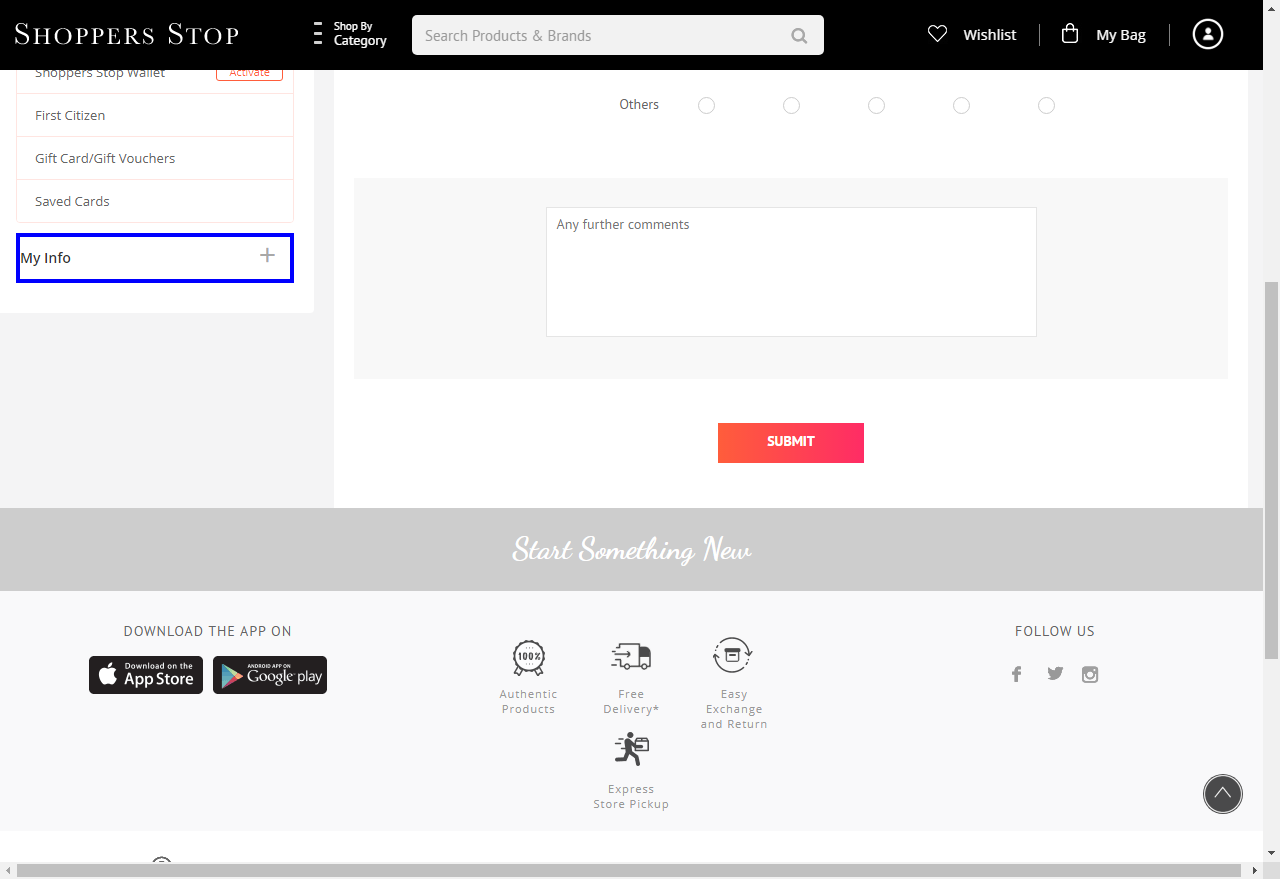 SHOPPERS STOP
Shop By
Category
Search Products & Brands
Wishlist
My Bag
Shoppers Stop Wallet
Activate
First Citizen
Gift Card/Gift Vouchers
Saved Cards
My Info
Others
Any further comments
SUBMIT
Start Something New
DOWNLOAD THE APP ON
Download on the
App Store
ANDROID APP ON
Google play
100%
Authentic
Products
Free
Delivery*
Easy
Exchange
and Return
Express
Store Pickup
FOLLOW US